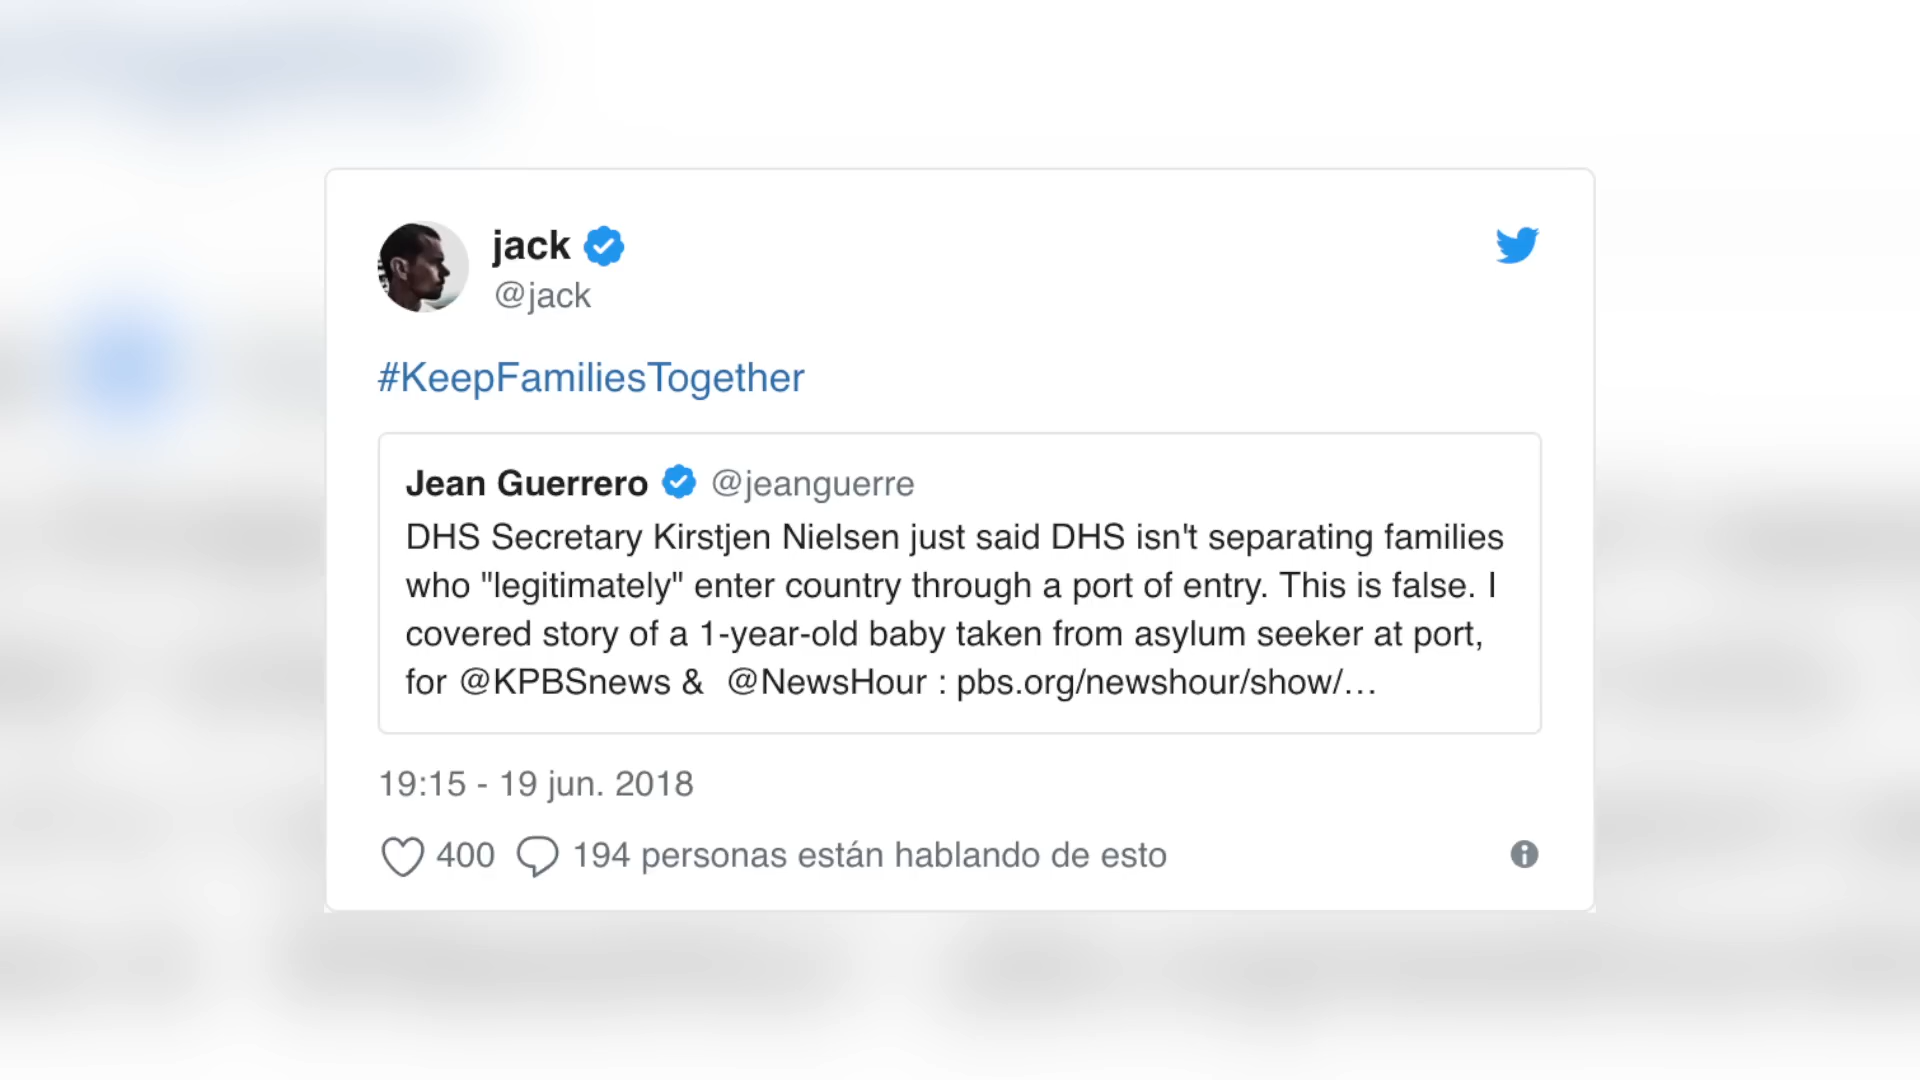 jack
@jack
#KeepFamiliesTogether
Jean Guerrero @jeanguerre
DHS Secretary Kirstjen Nielsen just said DHS isn't separating families
who "legitimately" enter country through a port of entry. This is false. I
covered story of a 1-year-old baby taken from asylum seeker at port,
for @KPBSnews & @NewsHour : pbs.org/newshour/show/…
19:15 - 19 jun. 2018
400 194 personas están hablando de esto